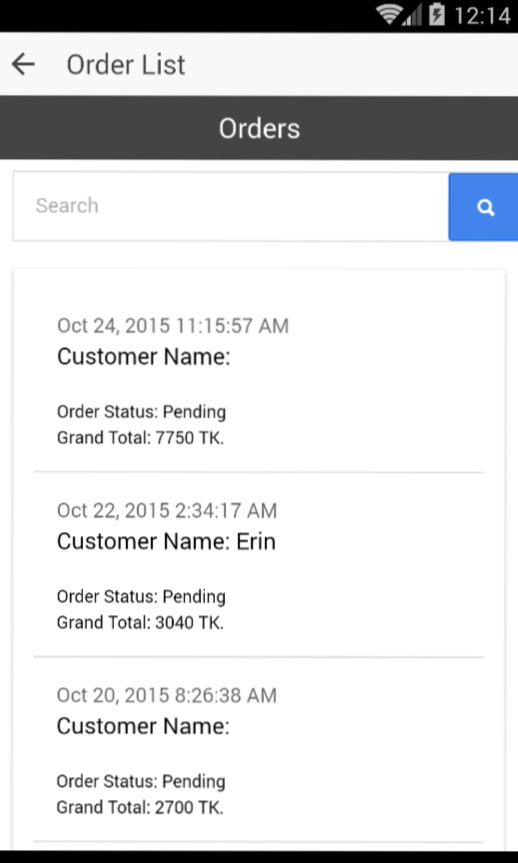 12:14
Order List
Orders
Search
Oct 24, 2015 11:15:57 AM
Customer Name:
Order Status: Pending
Grand Total: 7750 TK.
Oct 22, 2015 2:34:17 AM
Customer Name: Erin
Order Status: Pending
Grand Total: 3040 TK.
Oct 20, 2015 8:26:38 AM
Customer Name:
Order Status: Pending
Grand Total: 2700 TK.